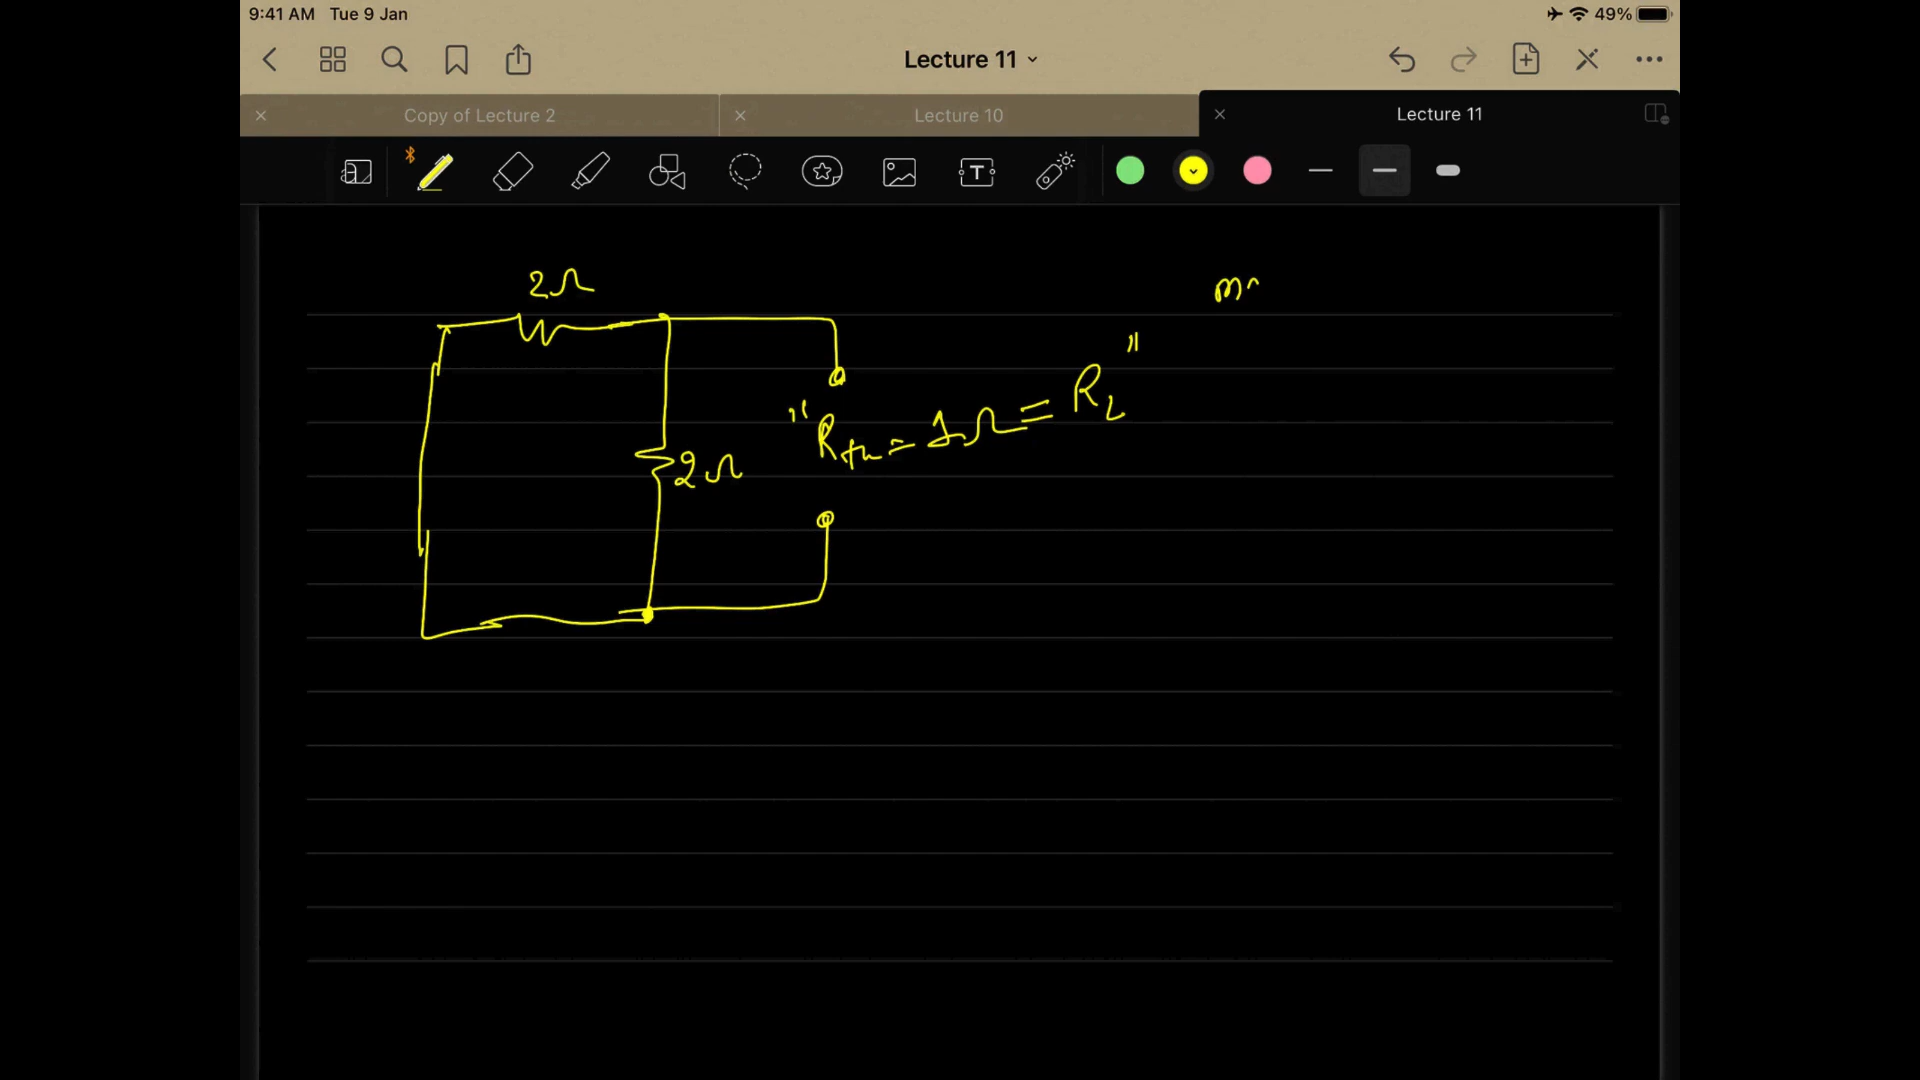 9:41 AM Tue 9 Jan
49%
Lecture 11
Copy of Lecture 2
Lecture 10
Lecture 11
T
2Ω
"Rth = 1Ω = RL"
2Ω